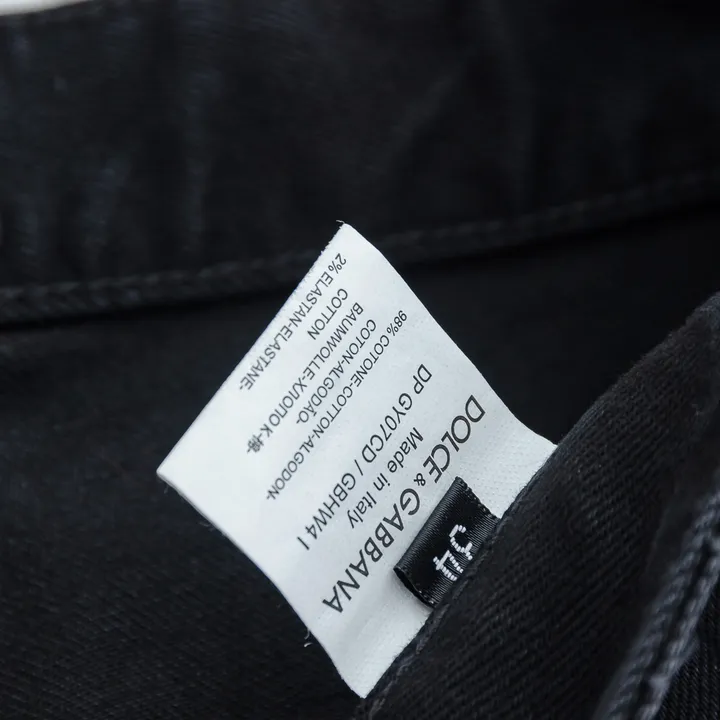 DOLCE & GABBANA
Made in Italy
DP GY07CD / GBHW4 I
98% COTONE-COTTON-ALGODON-
COTON-ALGODÃO-
BAUMWOLLE-ХЛОПОК-棉-
COTTON
2% ELASTAN-ELASTANE-